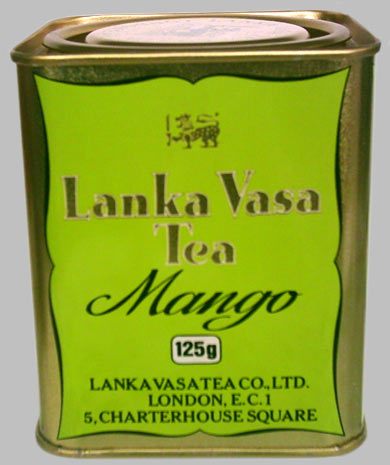 Lanka Vasa
Tea
Mango
125g
LANKA VASA TEA CO., LTD.
LONDON, E.C.1
5, CHARTERHOUSE SQUARE